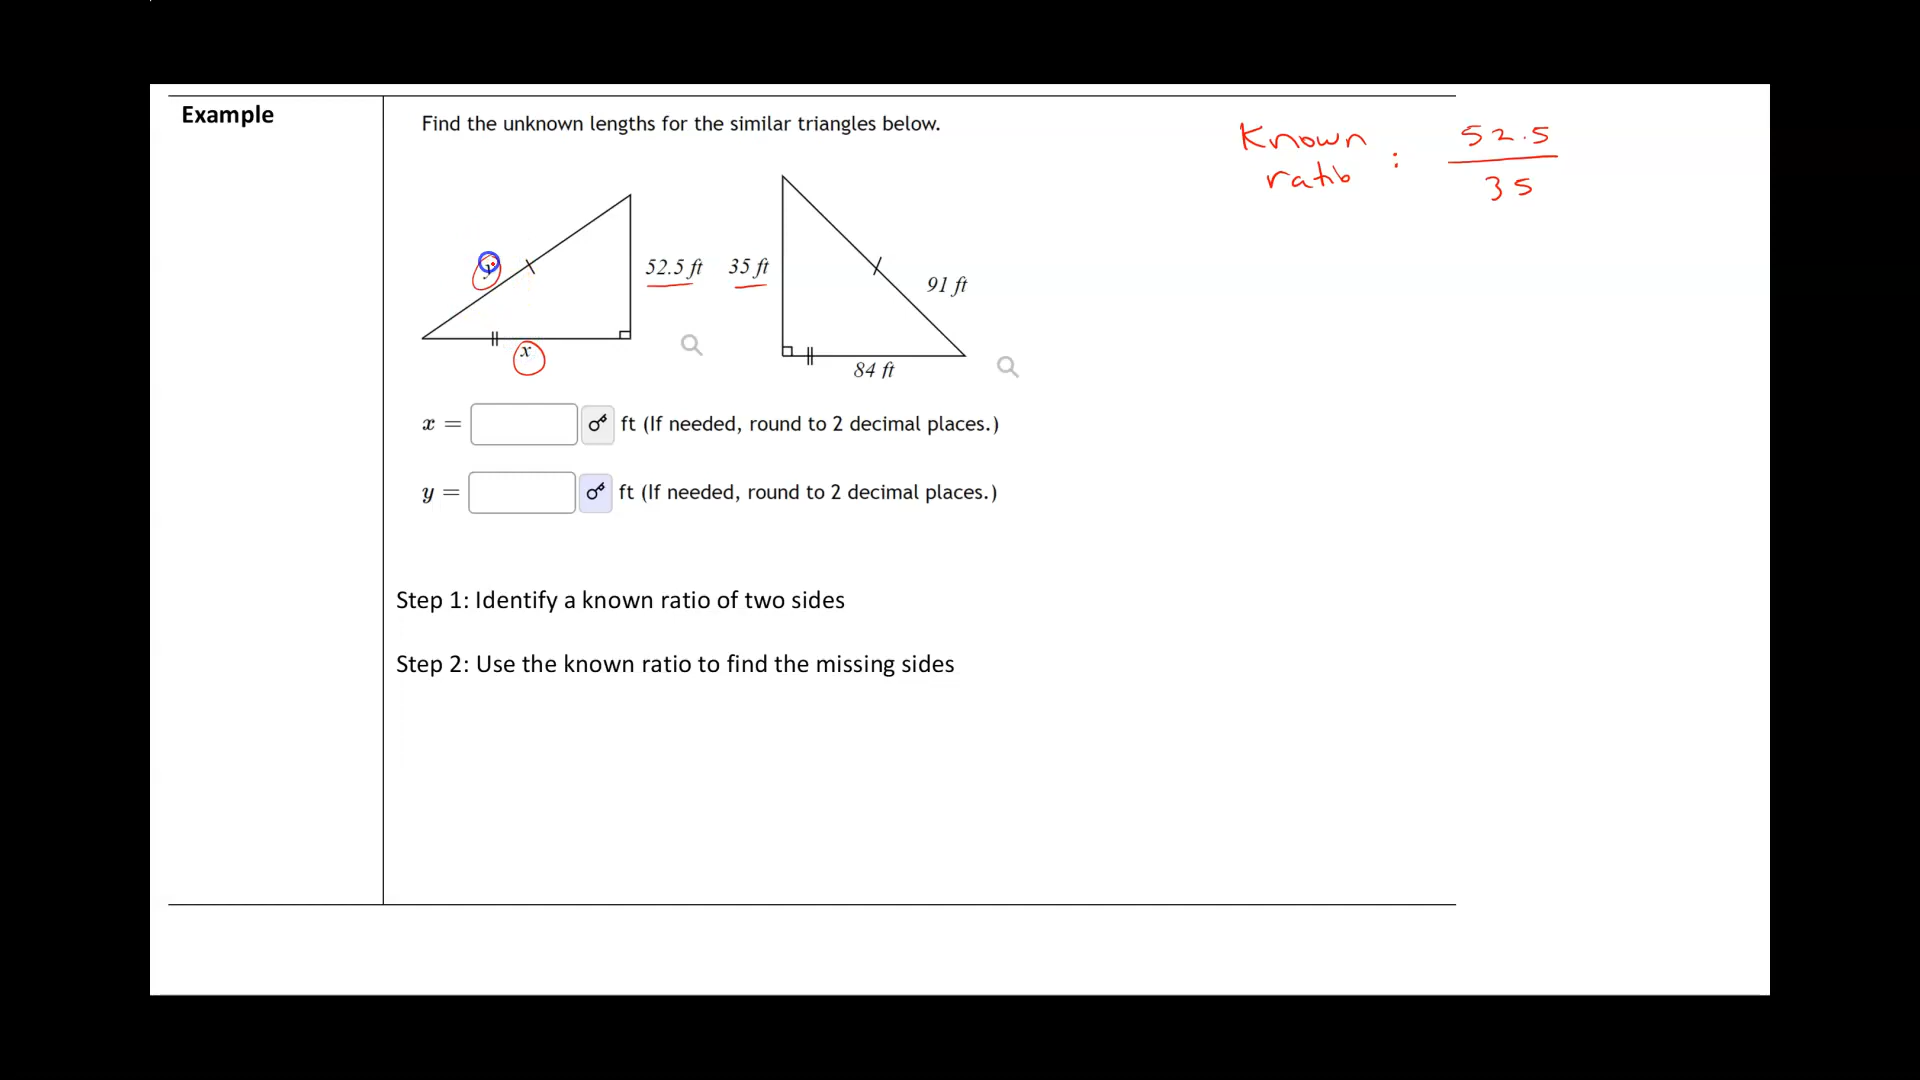 Example
Find the unknown lengths for the similar triangles below.
Known
ratio
:
52.5
35
y
52.5 ft
35 ft
91 ft
x
84 ft
x = ft (If needed, round to 2 decimal places.)
y = ft (If needed, round to 2 decimal places.)
Step 1: Identify a known ratio of two sides
Step 2: Use the known ratio to find the missing sides